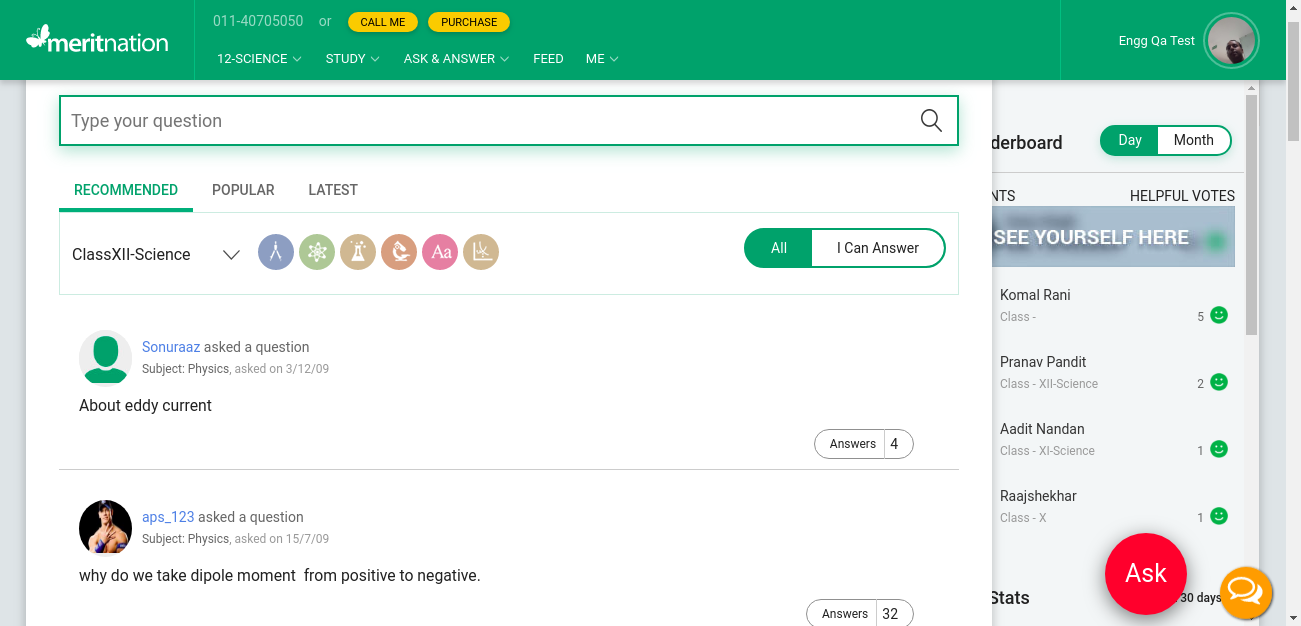 meritnation
011-40705050 or CALL ME PURCHASE
12-SCIENCE STUDY ASK & ANSWER FEED ME
Engg Qa Test
Type your question
RECOMMENDED POPULAR LATEST
ClassXII-Science
Aa
All I Can Answer
Sonuraaz asked a question
Subject: Physics, asked on 3/12/09
About eddy current
Answers 4
aps_123 asked a question
Subject: Physics, asked on 15/7/09
why do we take dipole moment  from positive to negative.
Answers 32
derboard Day Month
NTS HELPFUL VOTES
SEE YOURSELF HERE
Komal Rani
Class - 5
Pranav Pandit
Class - XII-Science 2
Aadit Nandan
Class - XI-Science 1
Raajshekhar
Class - X 1
Ask
Stats 30 days